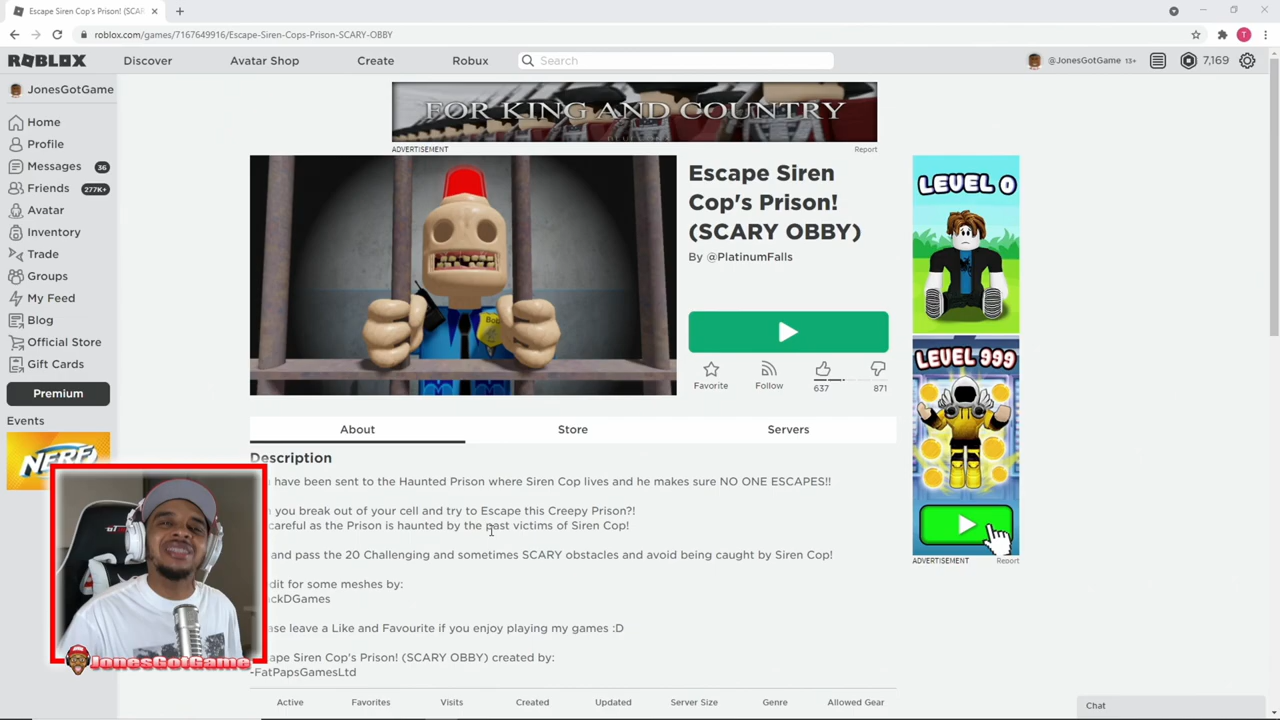 Escape Siren Cop's Prison! (SCAR
roblox.com/games/7167649916/Escape-Siren-Cops-Prison-SCARY-OBBY
T
ROBLOX
Discover
Avatar Shop
Create
Robux
Search
@JonesGotGame 13+
7,169
JonesGotGame
Home
Profile
Messages 36
Friends 277K+
Avatar
Inventory
Trade
Groups
My Feed
Blog
Official Store
Gift Cards
Premium
Events
NERF
FOR KING AND COUNTRY
ADVERTISEMENT
Report
Escape Siren
Cop's Prison!
(SCARY OBBY)
By @PlatinumFalls
Favorite
Follow
637
871
LEVEL 0
LEVEL 999
ADVERTISEMENT
Report
About
Store
Servers
Description
have been sent to the Haunted Prison where Siren Cop lives and he makes sure NO ONE ESCAPES!!
you break out of your cell and try to Escape this Creepy Prison?!
careful as the Prison is haunted by the past victims of Siren Cop!
and pass the 20 Challenging and sometimes SCARY obstacles and avoid being caught by Siren Cop!
dit for some meshes by:
ckDGames
ase leave a Like and Favourite if you enjoy playing my games :D
cape Siren Cop's Prison! (SCARY OBBY) created by:
-FatPapsGamesLtd
Active
Favorites
Visits
Created
Updated
Server Size
Genre
Allowed Gear
Chat
JonesGotGame